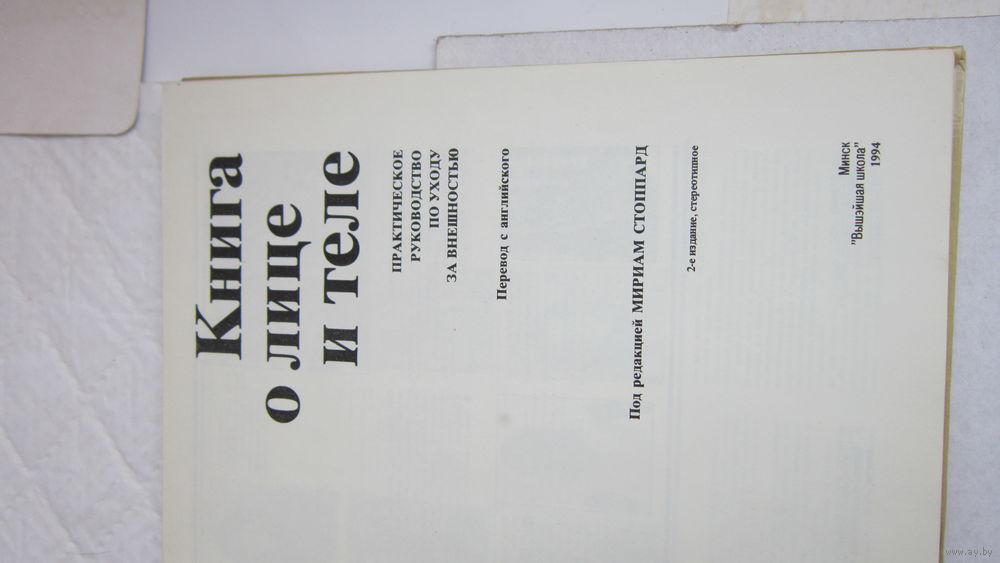 Книга
о лице
и теле
ПРАКТИЧЕСКОЕ
РУКОВОДСТВО
ПО УХОДУ
ЗА ВНЕШНОСТЬЮ
Перевод с английского
Под редакцией МИРИАМ СТОППАРД
2-е издание, стереотипное
Минск
"Вышэйшая школа"
1994
www.ay.by